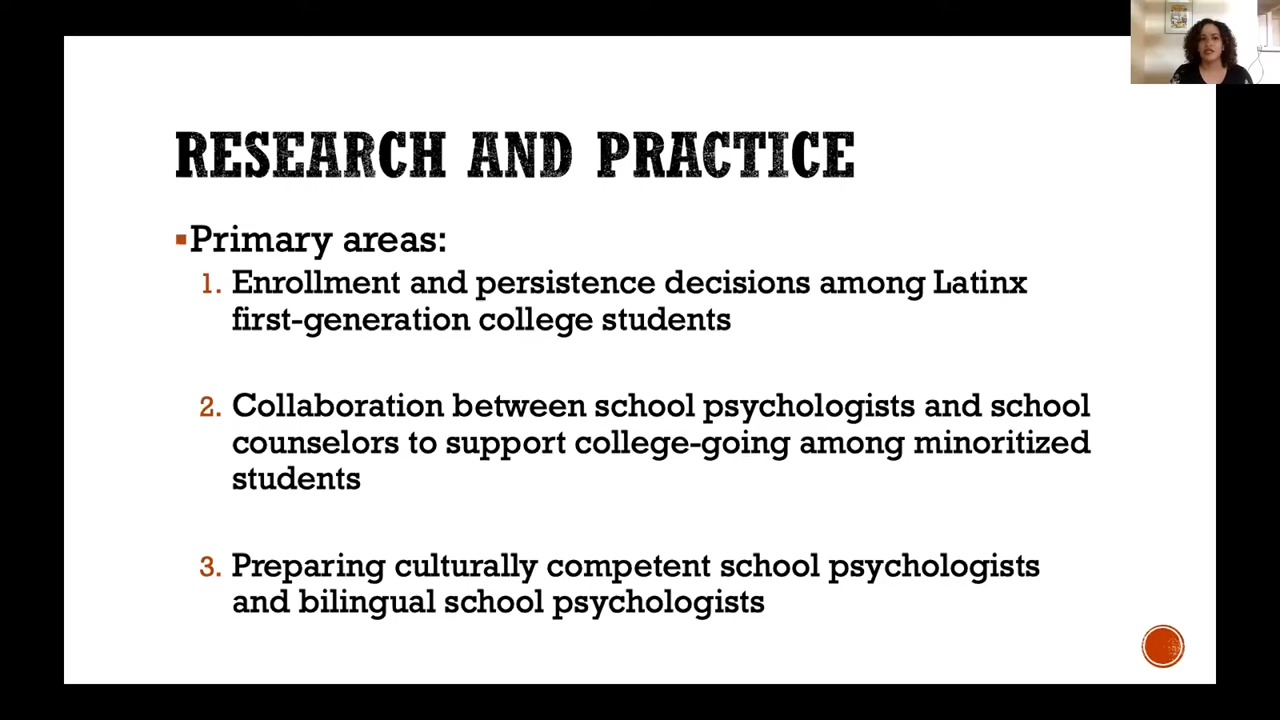 RESEARCH AND PRACTICE
Primary areas:
1. Enrollment and persistence decisions among Latinx
first-generation college students
2. Collaboration between school psychologists and school
counselors to support college-going among minoritized
students
3. Preparing culturally competent school psychologists
and bilingual school psychologists